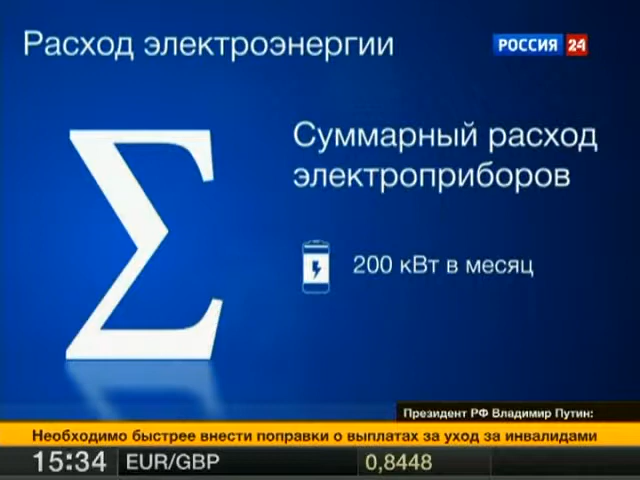 Расход электроэнергии
РОССИЯ 24
Σ
Суммарный расход
электроприборов
200 кВт в месяц
Президент РФ Владимир Путин:
Необходимо быстрее внести поправки о выплатах за уход за инвалидами
15:34 EUR/GBP 0,8448